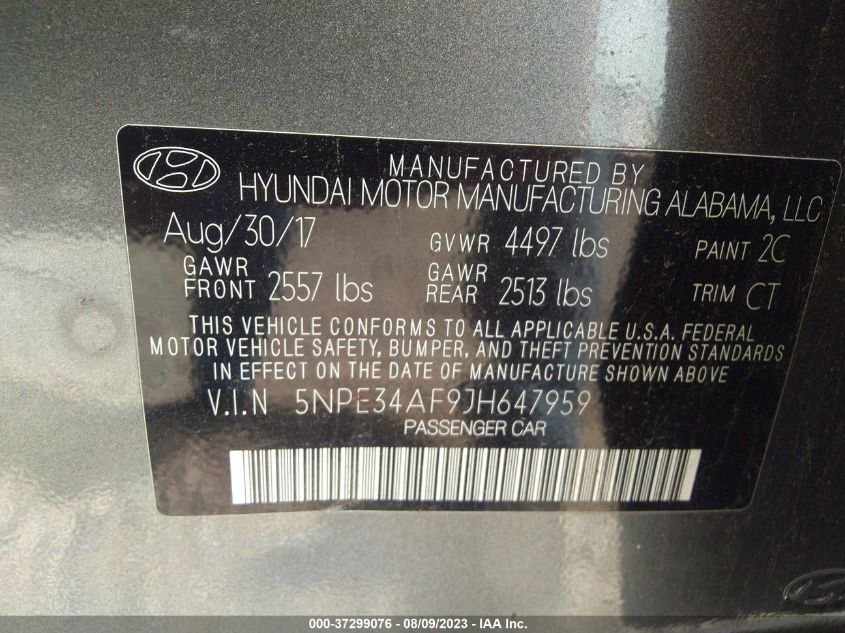 MANUFACTURED BY
HYUNDAI MOTOR MANUFACTURING ALABAMA, LLC
Aug/30/17 GVWR 4497 lbs PAINT 2C
GAWR FRONT 2557 lbs GAWR REAR 2513 lbs TRIM CT
THIS VEHICLE CONFORMS TO ALL APPLICABLE U.S.A. FEDERAL
MOTOR VEHICLE SAFETY, BUMPER, AND THEFT PREVENTION STANDARDS
IN EFFECT ON THE DATE OF MANUFACTURE SHOWN ABOVE
V.I.N 5NPE34AF9JH647959
PASSENGER CAR
000-37299076 - 08/09/2023 - IAA Inc.